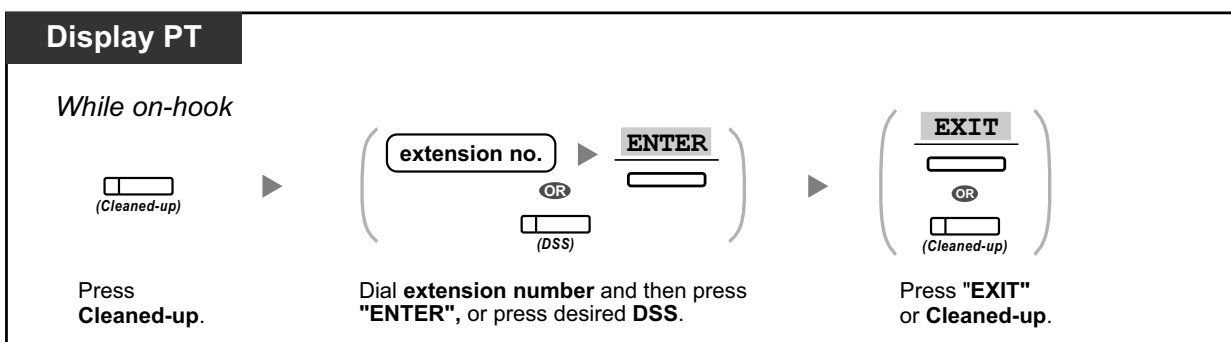 Display PT
While on-hook
(Cleaned-up)
extension no.
ENTER
OR
(DSS)
EXIT
OR
(Cleaned-up)
Press
Cleaned-up.
Dial extension number and then press
"ENTER", or press desired DSS.
Press "EXIT"
or Cleaned-up.